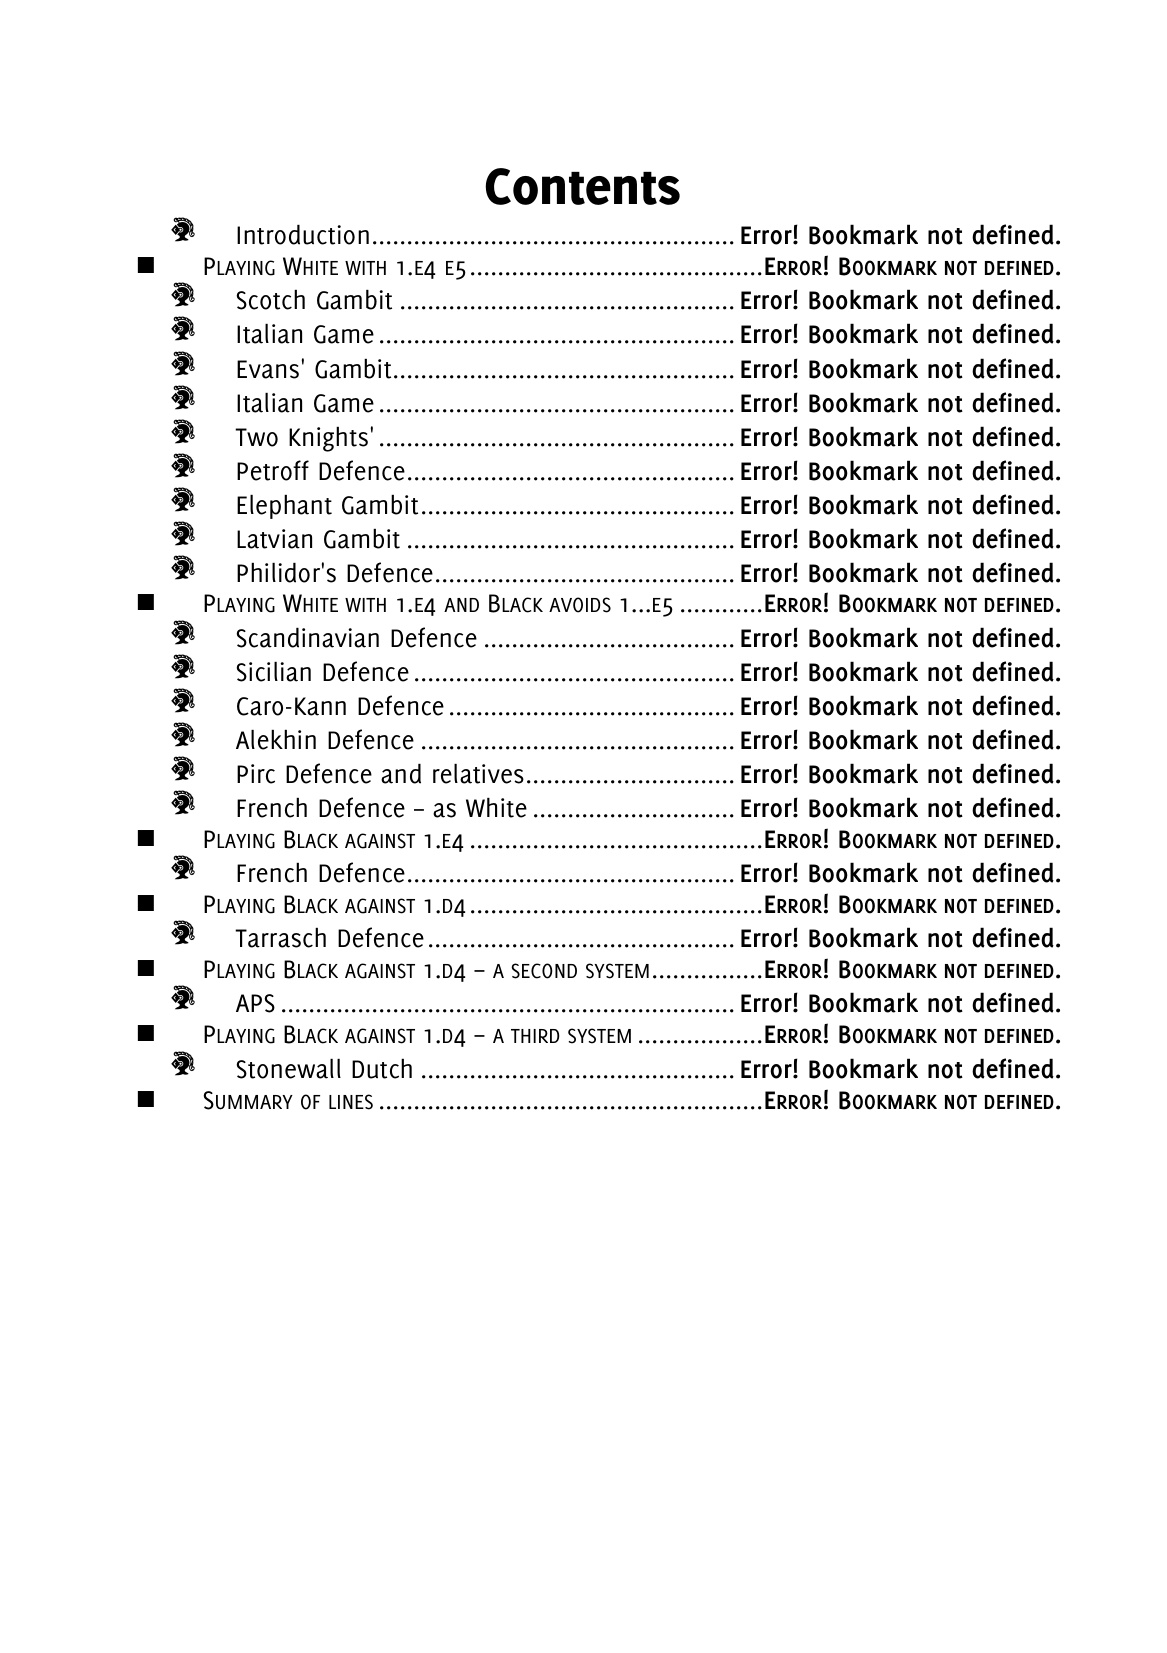 Contents
Introduction.................................................... Error! Bookmark not defined.
PLAYING WHITE WITH 1.E4 E5..........................................ERROR! BOOKMARK NOT DEFINED.
Scotch Gambit ................................................ Error! Bookmark not defined.
Italian Game ................................................... Error! Bookmark not defined.
Evans' Gambit................................................. Error! Bookmark not defined.
Italian Game ................................................... Error! Bookmark not defined.
Two Knights' ................................................... Error! Bookmark not defined.
Petroff Defence............................................... Error! Bookmark not defined.
Elephant Gambit............................................. Error! Bookmark not defined.
Latvian Gambit ............................................... Error! Bookmark not defined.
Philidor's Defence........................................... Error! Bookmark not defined.
PLAYING WHITE WITH 1.E4 AND BLACK AVOIDS 1...E5 ............ERROR! BOOKMARK NOT DEFINED.
Scandinavian Defence .................................... Error! Bookmark not defined.
Sicilian Defence .............................................. Error! Bookmark not defined.
Caro-Kann Defence ......................................... Error! Bookmark not defined.
Alekhin Defence ............................................. Error! Bookmark not defined.
Pirc Defence and relatives.............................. Error! Bookmark not defined.
French Defence – as White ............................. Error! Bookmark not defined.
PLAYING BLACK AGAINST 1.E4 ..........................................ERROR! BOOKMARK NOT DEFINED.
French Defence............................................... Error! Bookmark not defined.
PLAYING BLACK AGAINST 1.D4..........................................ERROR! BOOKMARK NOT DEFINED.
Tarrasch Defence............................................ Error! Bookmark not defined.
PLAYING BLACK AGAINST 1.D4 – A SECOND SYSTEM................ERROR! BOOKMARK NOT DEFINED.
APS ................................................................. Error! Bookmark not defined.
PLAYING BLACK AGAINST 1.D4 – A THIRD SYSTEM ..................ERROR! BOOKMARK NOT DEFINED.
Stonewall Dutch ............................................. Error! Bookmark not defined.
SUMMARY OF LINES .......................................................ERROR! BOOKMARK NOT DEFINED.